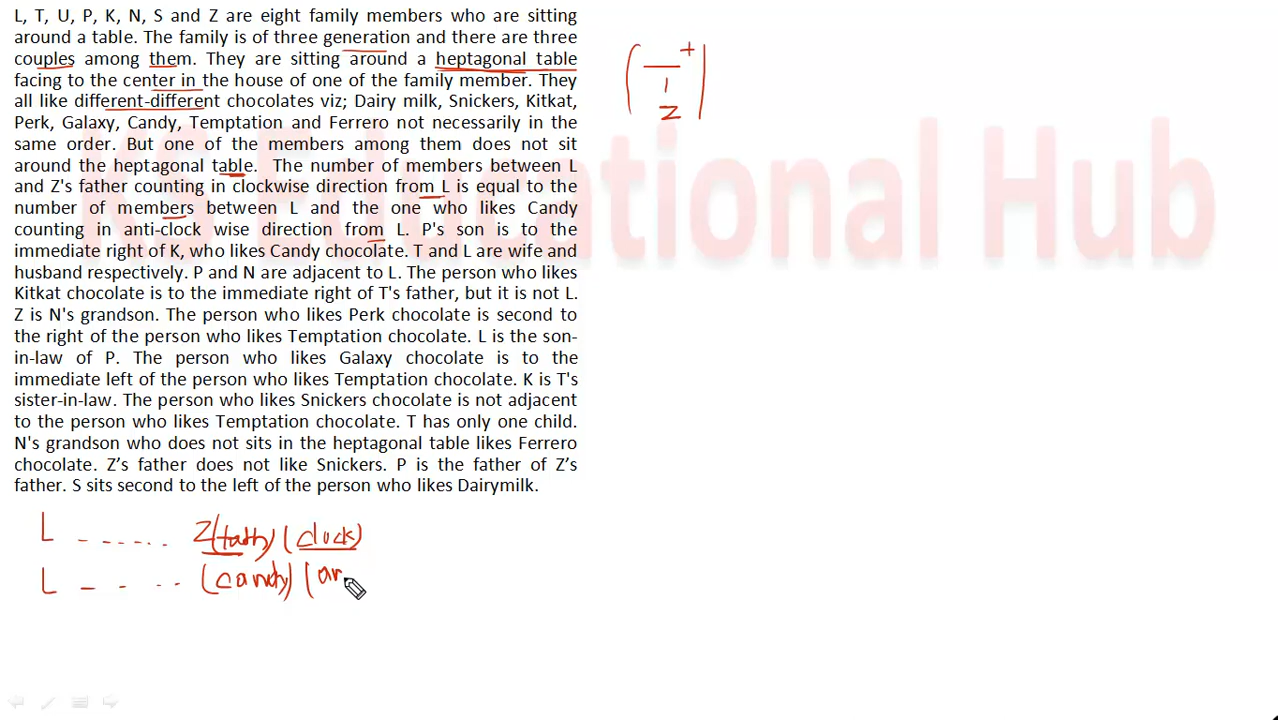 L, T, U, P, K, N, S and Z are eight family members who are sitting
around a table. The family is of three generation and there are three
couples among them. They are sitting around a heptagonal table
facing to the center in the house of one of the family member. They
all like different-different chocolates viz; Dairy milk, Snickers, Kitkat,
Perk, Galaxy, Candy, Temptation and Ferrero not necessarily in the
same order. But one of the members among them does not sit
around the heptagonal table. The number of members between L
and Z's father counting in clockwise direction from L is equal to the
number of members between L and the one who likes Candy
counting in anti-clock wise direction from L. P's son is to the
immediate right of K, who likes Candy chocolate. T and L are wife and
husband respectively. P and N are adjacent to L. The person who likes
Kitkat chocolate is to the immediate right of T's father, but it is not L.
Z is N's grandson. The person who likes Perk chocolate is second to
the right of the person who likes Temptation chocolate. L is the son-
in-law of P. The person who likes Galaxy chocolate is to the
immediate left of the person who likes Temptation chocolate. K is T's
sister-in-law. The person who likes Snickers chocolate is not adjacent
to the person who likes Temptation chocolate. T has only one child.
N's grandson who does not sits in the heptagonal table likes Ferrero
chocolate. Z’s father does not like Snickers. P is the father of Z’s
father. S sits second to the left of the person who likes Dairymilk.
+
Z
KS Educational Hub
L ------ Z(fath) (clock)
L - - -- (candy) (an